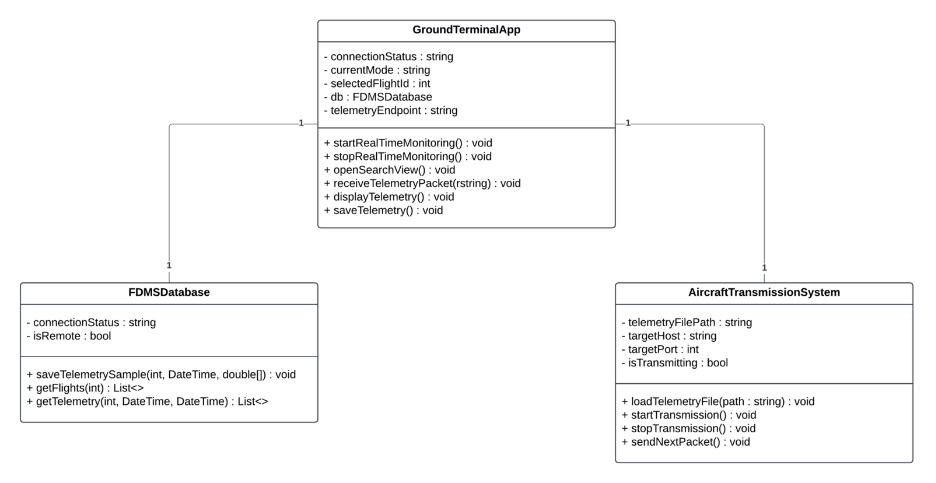 GroundTerminalApp
- connectionStatus : string
- currentMode : string
- selectedFlightId : int
- db : FDMSDatabase
- telemetryEndpoint : string
+ startRealTimeMonitoring() : void
+ stopRealTimeMonitoring() : void
+ openSearchView() : void
+ receiveTelemetryPacket(rstring) : void
+ displayTelemetry() : void
+ saveTelemetry() : void
1
1
1
1
FDMSDatabase
- connectionStatus : string
- isRemote : bool
+ saveTelemetrySample(int, DateTime, double[]) : void
+ getFlights(int) : List<>
+ getTelemetry(int, DateTime, DateTime) : List<>
AircraftTransmissionSystem
- telemetryFilePath : string
- targetHost : string
- targetPort : int
- isTransmitting : bool
+ loadTelemetryFile(path : string) : void
+ startTransmission() : void
+ stopTransmission() : void
+ sendNextPacket() : void